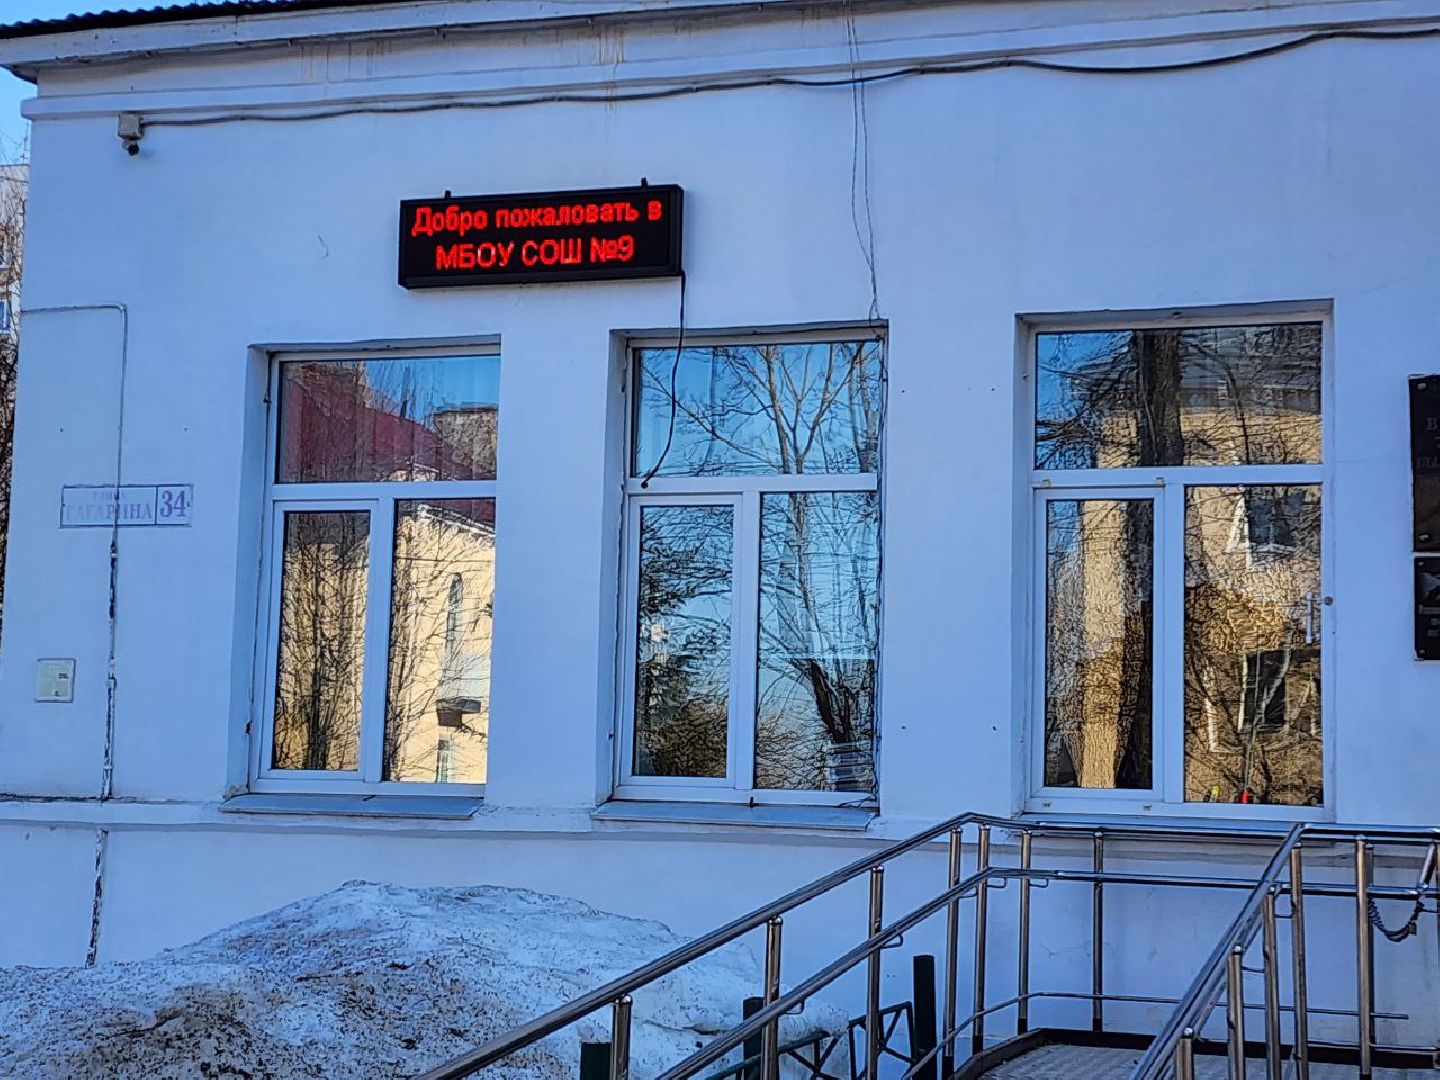 Добро пожаловать в
МБОУ СОШ №9
УЛИЦА
ГАГАРИНА 34